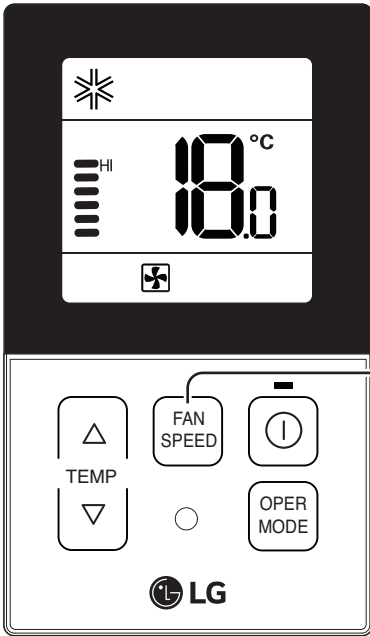 HI
18.0 °C
FAN
SPEED
TEMP
OPER
MODE
LG